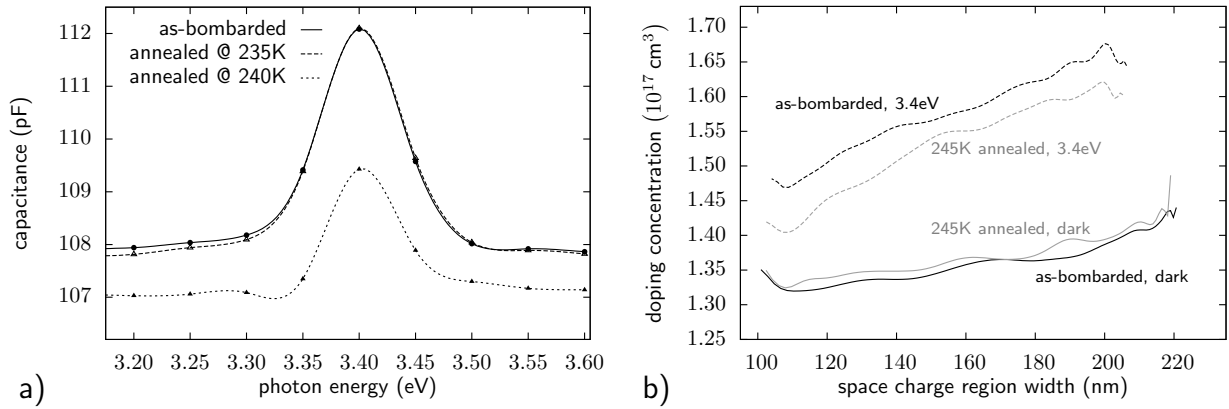 as-bombarded
annealed @ 235K
annealed @ 240K
112
111
110
109
108
107
capacitance (pF)
3.20 3.25 3.30 3.35 3.40 3.45 3.50 3.55 3.60
photon energy (eV)
a)
1.70
1.65
1.60
1.55
1.50
1.45
1.40
1.35
1.30
1.25
doping concentration (10^17 cm^3)
as-bombarded, 3.4eV
245K annealed, 3.4eV
245K annealed, dark
as-bombarded, dark
100 120 140 160 180 200 220
space charge region width (nm)
b)